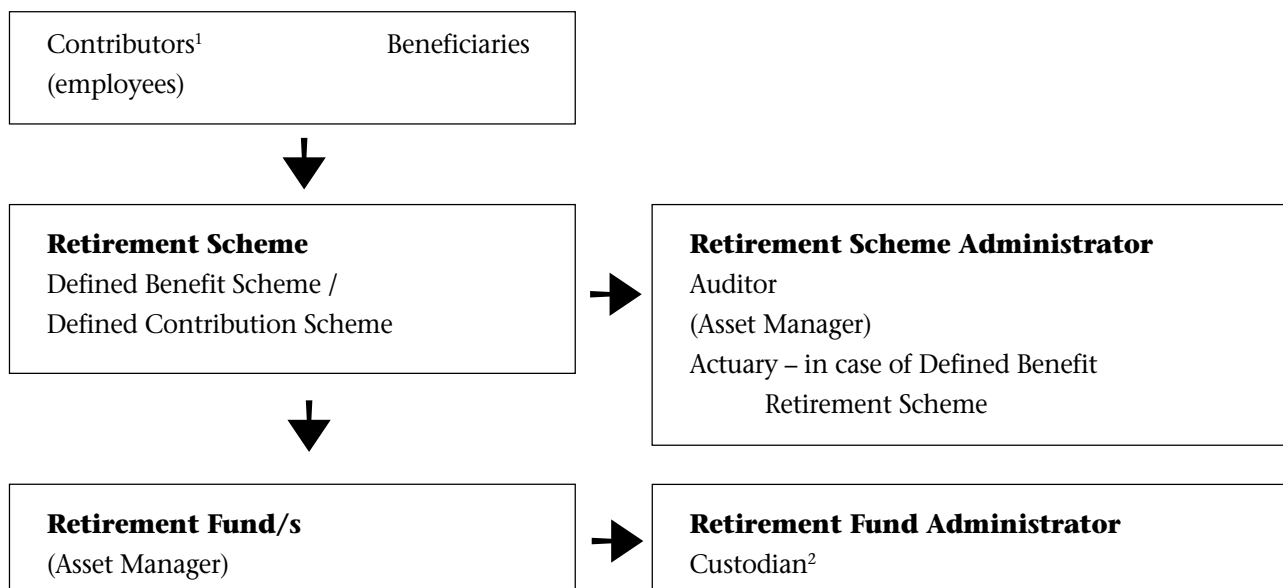 Contributors¹ Beneficiaries
(employees)
Retirement Scheme
Defined Benefit Scheme /
Defined Contribution Scheme
Retirement Scheme Administrator
Auditor
(Asset Manager)
Actuary – in case of Defined Benefit
Retirement Scheme
Retirement Fund/s
(Asset Manager)
Retirement Fund Administrator
Custodian²